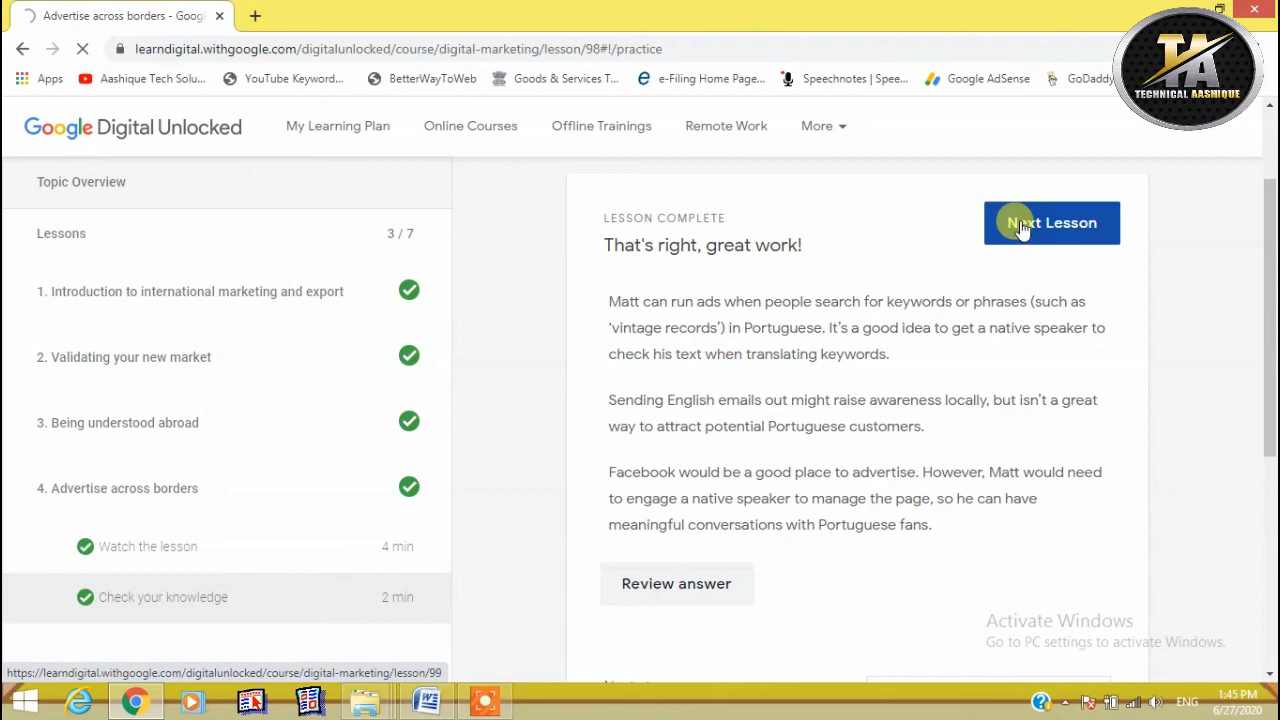 Advertise across borders - Goog
learndigital.withgoogle.com/digitalunlocked/course/digital-marketing/lesson/98#!/practice
Apps
Aashique Tech Solu...
YouTube Keyword...
BetterWayToWeb
Goods & Services T...
e-Filing Home Page...
Speechnotes | Spee...
Google AdSense
GoDaddy
TA
TECHNICAL AASHIQUE
Google Digital Unlocked
My Learning Plan
Online Courses
Offline Trainings
Remote Work
More
Topic Overview
Lessons 3 / 7
1. Introduction to international marketing and export
2. Validating your new market
3. Being understood abroad
4. Advertise across borders
Watch the lesson 4 min
Check your knowledge 2 min
LESSON COMPLETE
That's right, great work!
Next Lesson
Matt can run ads when people search for keywords or phrases (such as
‘vintage records’) in Portuguese. It’s a good idea to get a native speaker to
check his text when translating keywords.
Sending English emails out might raise awareness locally, but isn’t a great
way to attract potential Portuguese customers.
Facebook would be a good place to advertise. However, Matt would need
to engage a native speaker to manage the page, so he can have
meaningful conversations with Portuguese fans.
Review answer
Activate Windows
Go to PC settings to activate Windows.
https://learndigital.withgoogle.com/digitalunlocked/course/digital-marketing/lesson/99
ENG
1:45 PM
6/27/2020